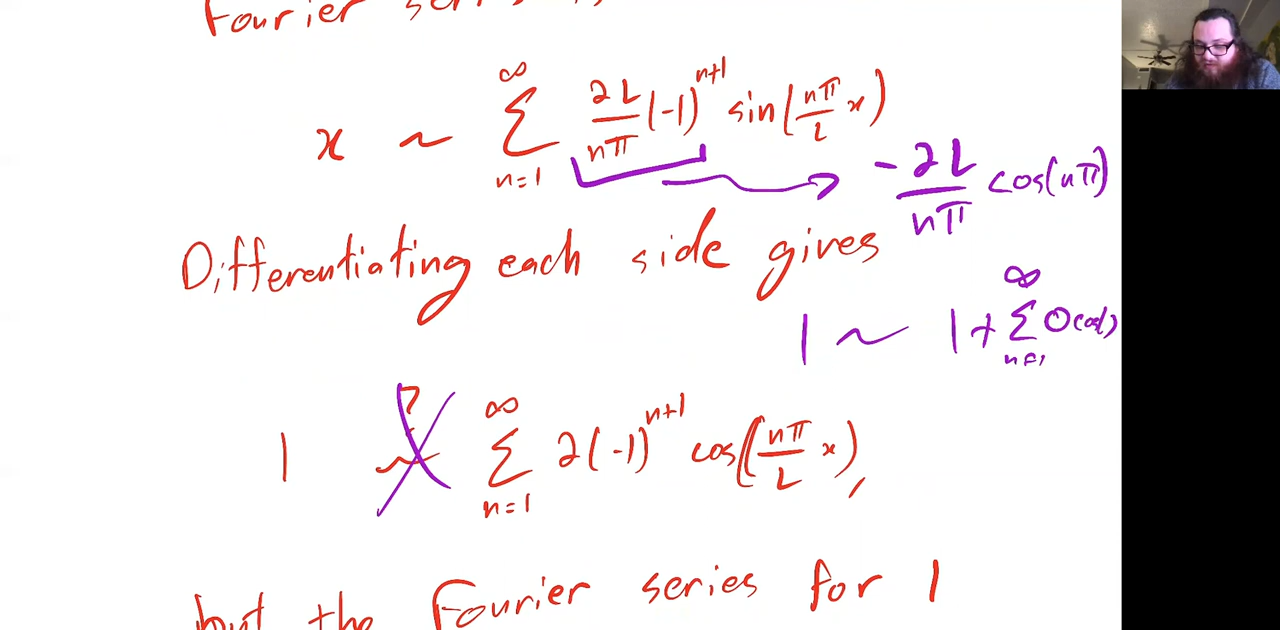 Fourier series
x ~ ∞ Σ n=1 2L/nπ (-1)^n+1 sin(nπ/L x)
→ -2L/nπ cos(nπ)
Differentiating each side gives
1 ~ 1 + ∞ Σ n=1 0(cos)
1 ?~ ∞ Σ n=1 2(-1)^n+1 cos((nπ/L x),
but the Fourier series for 1